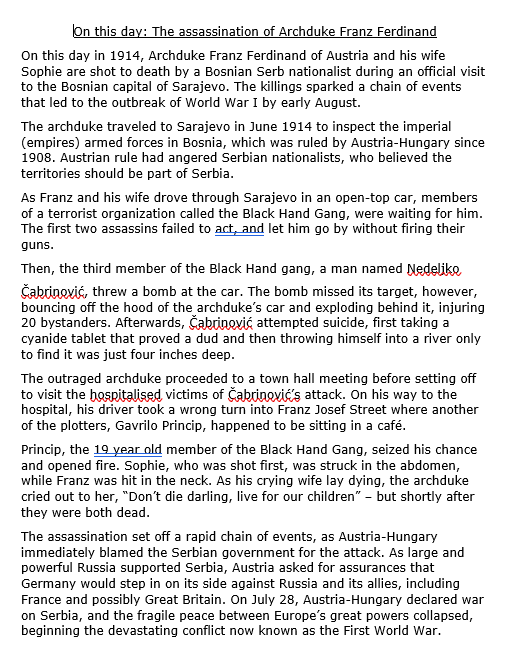 On this day: The assassination of Archduke Franz Ferdinand
On this day in 1914, Archduke Franz Ferdinand of Austria and his wife
Sophie are shot to death by a Bosnian Serb nationalist during an official visit
to the Bosnian capital of Sarajevo. The killings sparked a chain of events
that led to the outbreak of World War I by early August.
The archduke traveled to Sarajevo in June 1914 to inspect the imperial
(empires) armed forces in Bosnia, which was ruled by Austria-Hungary since
1908. Austrian rule had angered Serbian nationalists, who believed the
territories should be part of Serbia.
As Franz and his wife drove through Sarajevo in an open-top car, members
of a terrorist organization called the Black Hand Gang, were waiting for him.
The first two assassins failed to act, and let him go by without firing their
guns.
Then, the third member of the Black Hand gang, a man named Nedeljko
Čabrinović, threw a bomb at the car. The bomb missed its target, however,
bouncing off the hood of the archduke’s car and exploding behind it, injuring
20 bystanders. Afterwards, Čabrinović attempted suicide, first taking a
cyanide tablet that proved a dud and then throwing himself into a river only
to find it was just four inches deep.
The outraged archduke proceeded to a town hall meeting before setting off
to visit the hospitalised victims of Čabrinović’s attack. On his way to the
hospital, his driver took a wrong turn into Franz Josef Street where another
of the plotters, Gavrilo Princip, happened to be sitting in a café.
Princip, the 19 year old member of the Black Hand Gang, seized his chance
and opened fire. Sophie, who was shot first, was struck in the abdomen,
while Franz was hit in the neck. As his crying wife lay dying, the archduke
cried out to her, “Don’t die darling, live for our children” – but shortly after
they were both dead.
The assassination set off a rapid chain of events, as Austria-Hungary
immediately blamed the Serbian government for the attack. As large and
powerful Russia supported Serbia, Austria asked for assurances that
Germany would step in on its side against Russia and its allies, including
France and possibly Great Britain. On July 28, Austria-Hungary declared war
on Serbia, and the fragile peace between Europe’s great powers collapsed,
beginning the devastating conflict now known as the First World War.